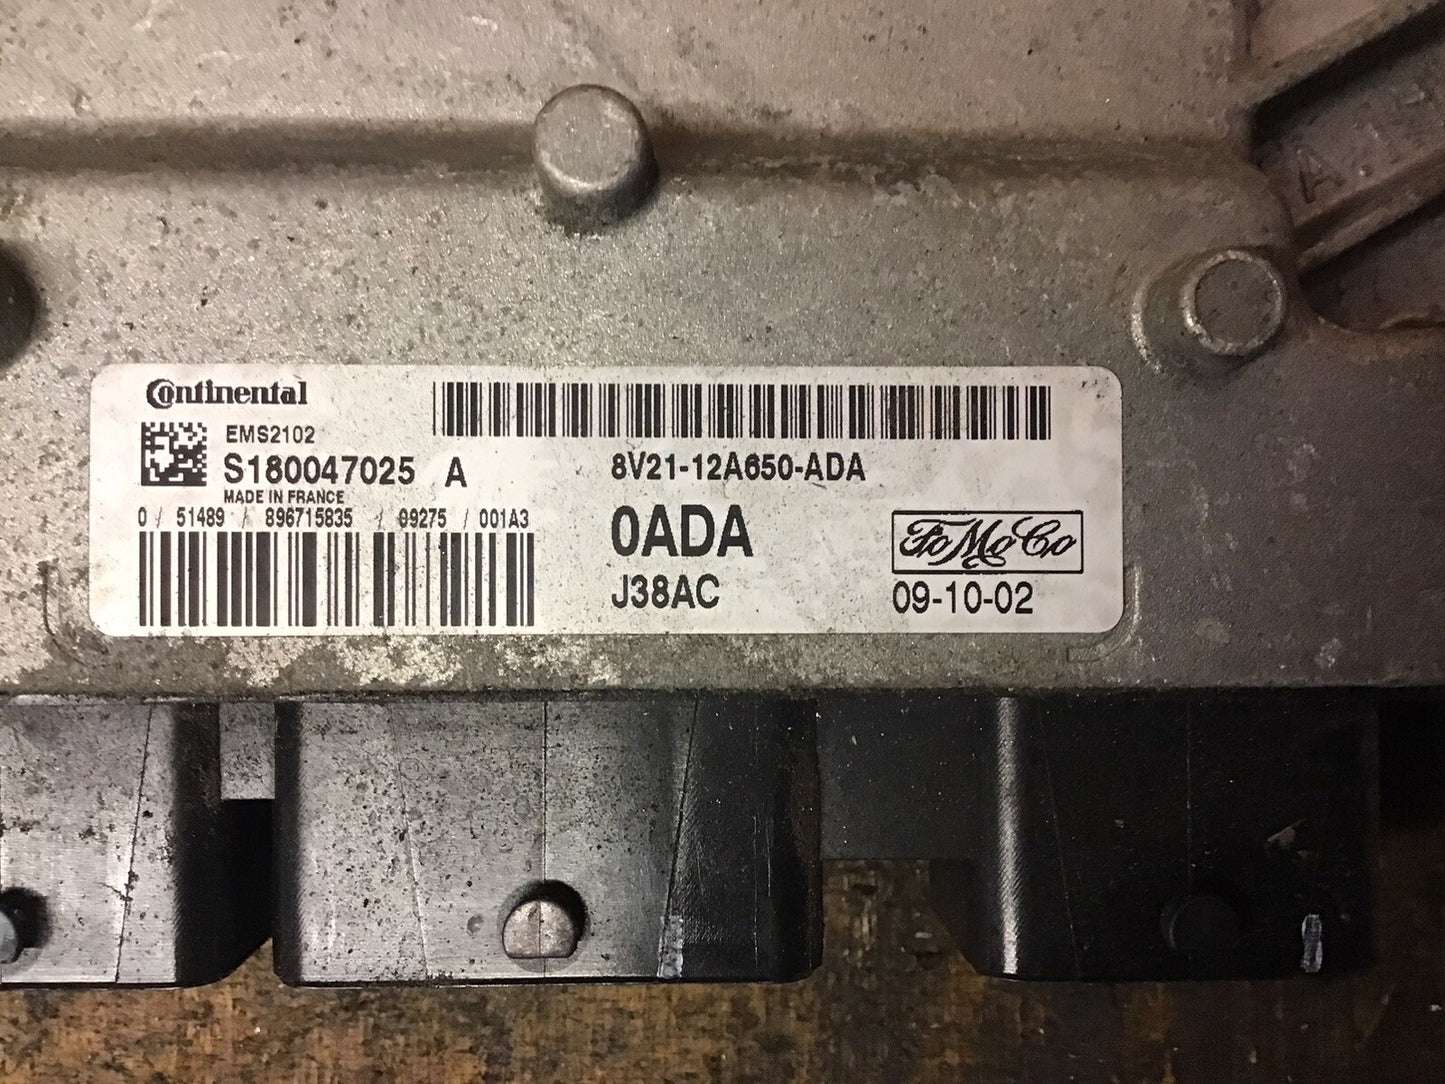 Continental
EMS2102
S180047025 A
MADE IN FRANCE
0 / 51489 / 896715835 / 09275 / 001A3
8V21-12A650-ADA
0ADA
J38AC
FoMoCo
09-10-02